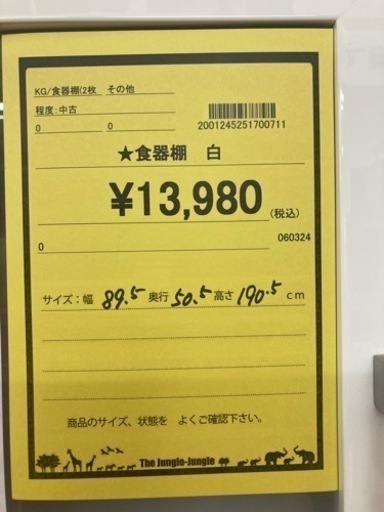 KG/食器棚(2枚 その他
程度:中古
0 0
2001245251700711
★食器棚 白
¥13,980(税込)
0 060324
サイズ:幅 89.5 奥行 50.5 高さ 190.5 cm
商品のサイズ、状態を よくご確認下さい。
The Jungle-Jungle